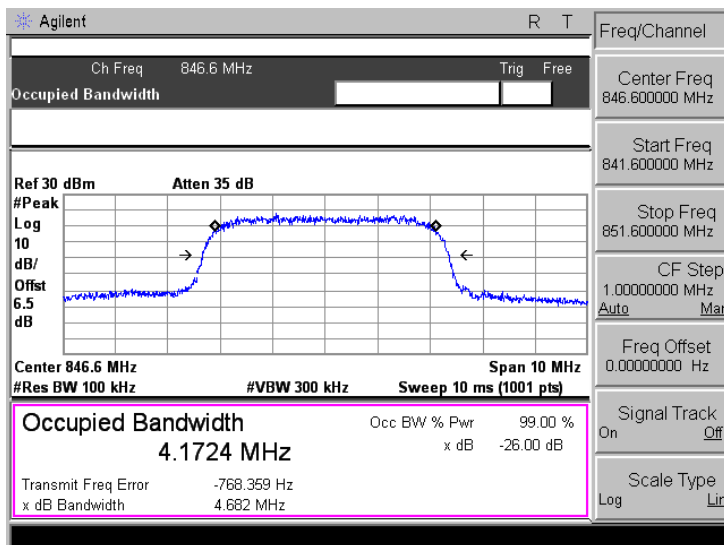 Agilent R T
Ch Freq 846.6 MHz Trig Free
Occupied Bandwidth
Ref 30 dBm Atten 35 dB
#Peak
Log
10
dB/
Offst
6.5
dB
Center 846.6 MHz Span 10 MHz
#Res BW 100 kHz #VBW 300 kHz Sweep 10 ms (1001 pts)
Occupied Bandwidth Occ BW % Pwr 99.00 %
4.1724 MHz x dB -26.00 dB
Transmit Freq Error -768.359 Hz
x dB Bandwidth 4.682 MHz
Freq/Channel
Center Freq
846.600000 MHz
Start Freq
841.600000 MHz
Stop Freq
851.600000 MHz
CF Step
1.00000000 MHz
Auto Man
Freq Offset
0.00000000 Hz
Signal Track
On Off
Scale Type
Log Lin